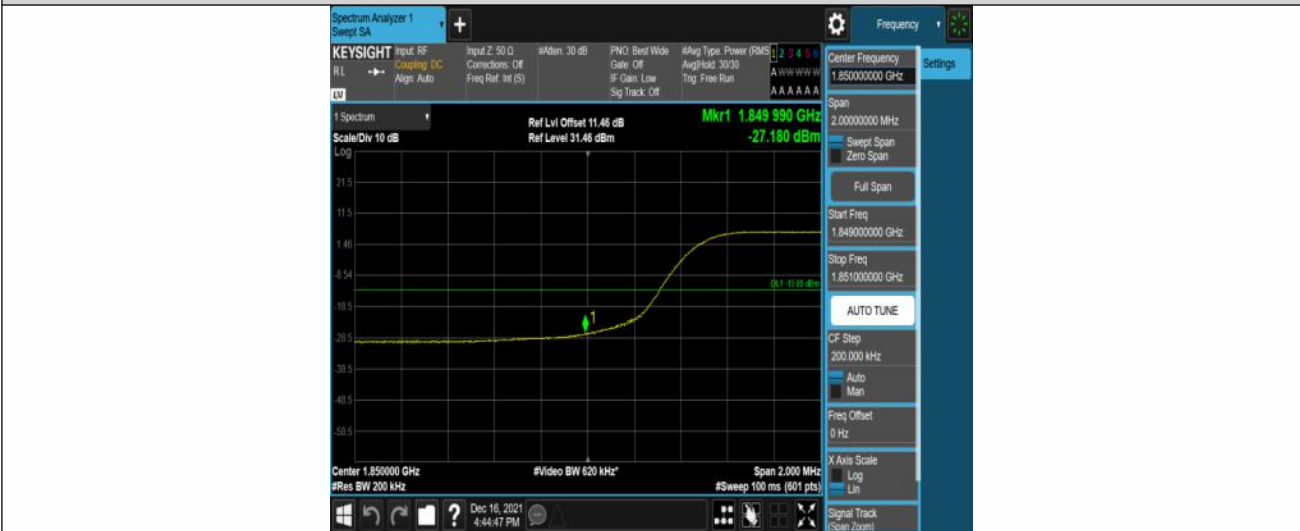 Spectrum Analyzer 1
Swept SA
Frequency
KEYSIGHT
RL
LV
Input: RF
Coupling: DC
Align: Auto
Input Z: 50 Ω
Corrections: Off
Freq Ref: Int (S)
#Atten: 30 dB
PNO: Best Wide
Gate: Off
IF Gain: Low
Sig Track: Off
#Avg Type: Power (RMS
Avg|Hold: 30/30
Trig: Free Run
1 2 3 4 5 6
A W W W W W
A A A A A A
Settings
1 Spectrum
Scale/Div 10 dB
Log
Ref Lvl Offset 11.46 dB
Ref Level 31.46 dBm
Mkr1 1.849 990 GHz
-27.180 dBm
21.5
11.5
1.46
-8.54
-18.5
-28.5
-38.5
-48.5
-58.5
DL1 -13.00 dBm
1
Center 1.850000 GHz
#Res BW 200 kHz
#Video BW 620 kHz*
Span 2.000 MHz
#Sweep 100 ms (601 pts)
Dec 16, 2021
4:44:47 PM
Center Frequency
1.850000000 GHz
Span
2.00000000 MHz
Swept Span
Zero Span
Full Span
Start Freq
1.849000000 GHz
Stop Freq
1.851000000 GHz
AUTO TUNE
CF Step
200.000 kHz
Auto
Man
Freq Offset
0 Hz
X Axis Scale
Log
Lin
Signal Track
(Span Zoom)